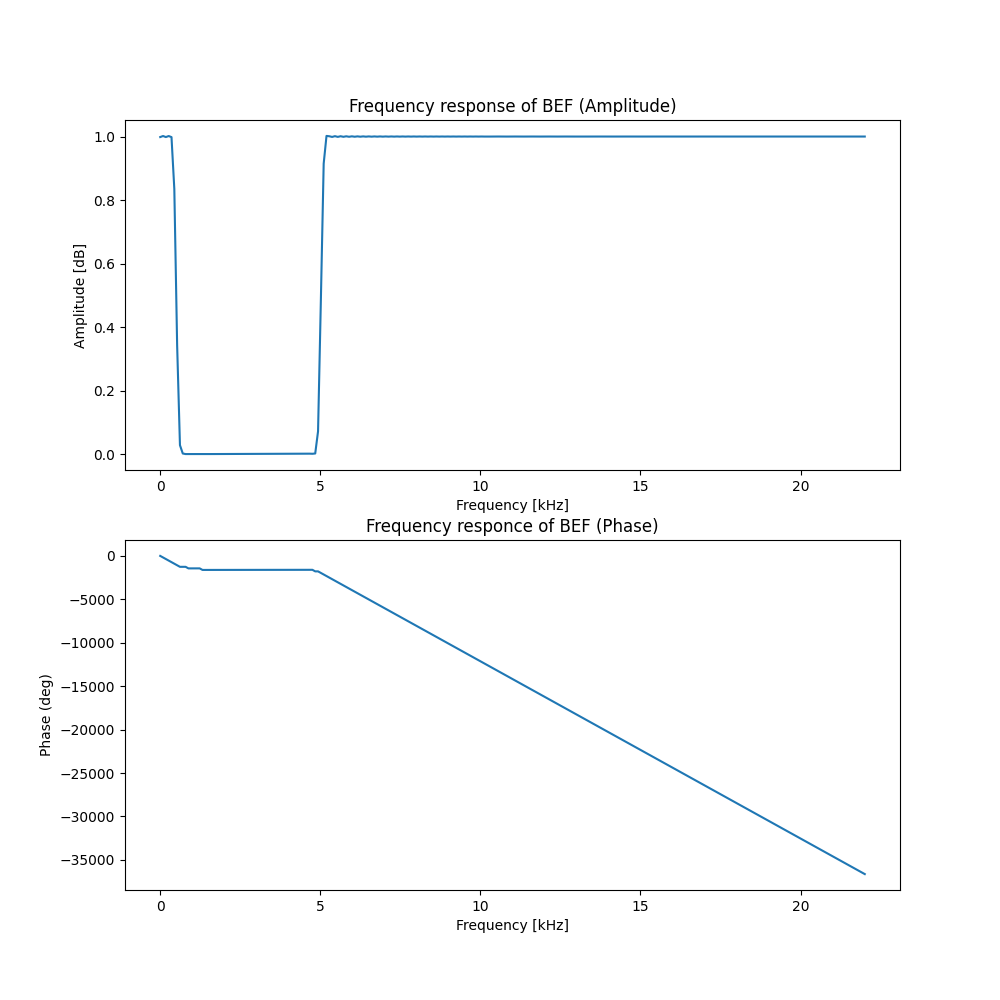 Frequency response of BEF (Amplitude)
1.0
0.8
0.6
0.4
0.2
0.0
Amplitude [dB]
0 5 10 15 20
Frequency [kHz]
Frequency responce of BEF (Phase)
0
−5000
−10000
−15000
−20000
−25000
−30000
−35000
Phase (deg)
0 5 10 15 20
Frequency [kHz]